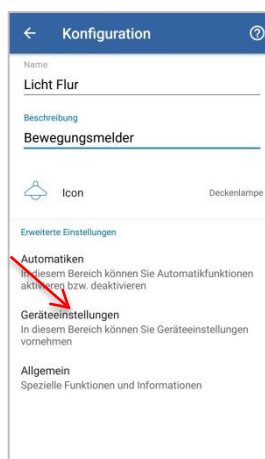 Konfiguration
Name
Licht Flur
Beschreibung
Bewegungsmelder
Icon
Deckenlampe
Erweiterte Einstellungen
Automatiken
In diesem Bereich können Sie Automatikfunktionen
aktivieren bzw. deaktivieren
Geräteeinstellungen
In diesem Bereich können Sie Geräteeinstellungen
vornehmen
Allgemein
Spezielle Funktionen und Informationen